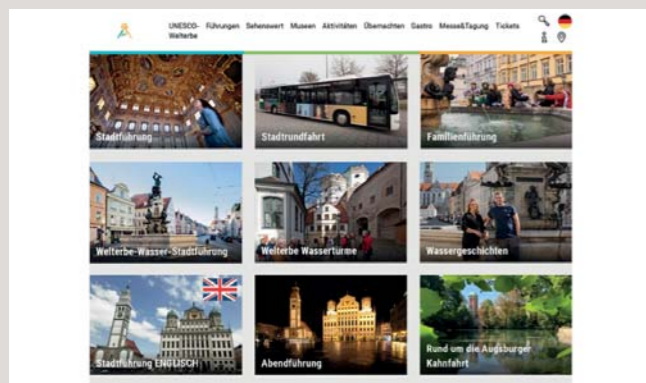 UNESCO- Führungen Sehenswert Museen Aktivitäten Übernachten Gastro Messe&Tagung Tickets
Welterbe
Stadtführung
Stadtrundfahrt
Familienführung
Welterbe-Wasser-Stadtführung
Welterbe Wassertürme
Wassergeschichten
Stadtführung ENGLISCH
Abendführung
Rund um die Augsburger
Kahnfahrt